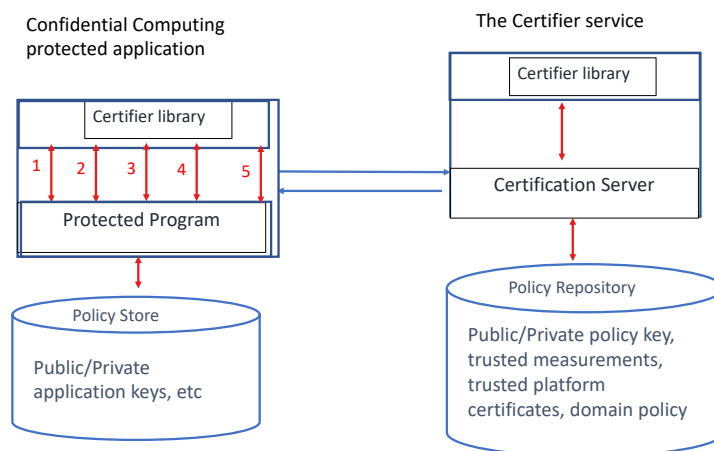 Confidential Computing
protected application
The Certifier service
Certifier library
Certifier library
1 2 3 4 5
Certification Server
Protected Program
Policy Store
Public/Private
application keys, etc
Policy Repository
Public/Private policy key,
trusted measurements,
trusted platform
certificates, domain policy